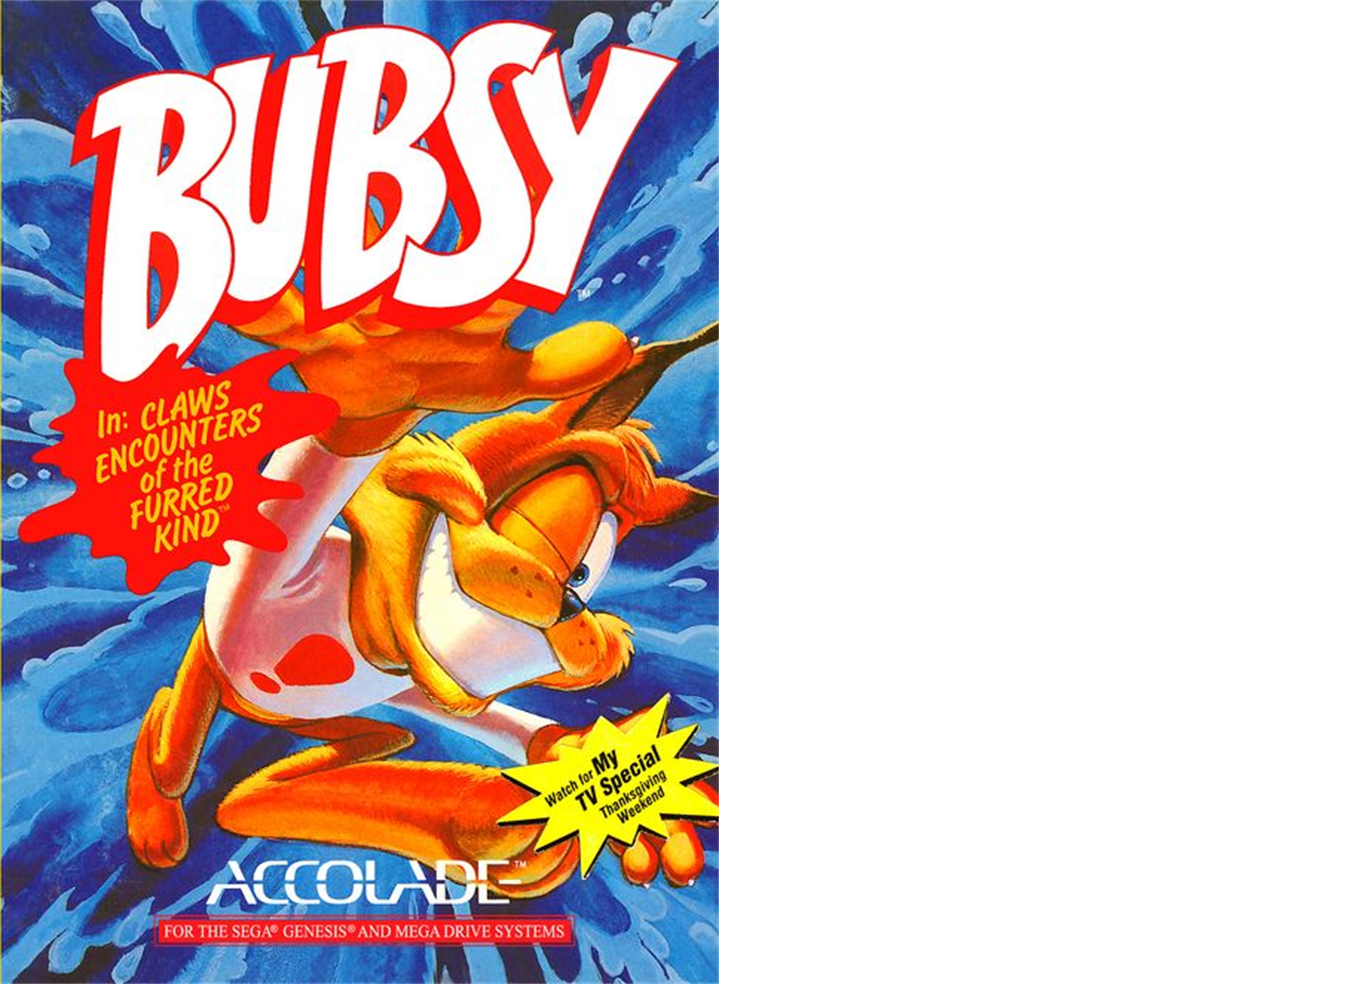 BUBSY
TM
In: CLAWS
ENCOUNTERS
of the
FURRED
KIND™
Watch for My
TV Special
Thanksgiving
Weekend
ACCOLADE™
FOR THE SEGA® GENESIS® AND MEGA DRIVE SYSTEMS